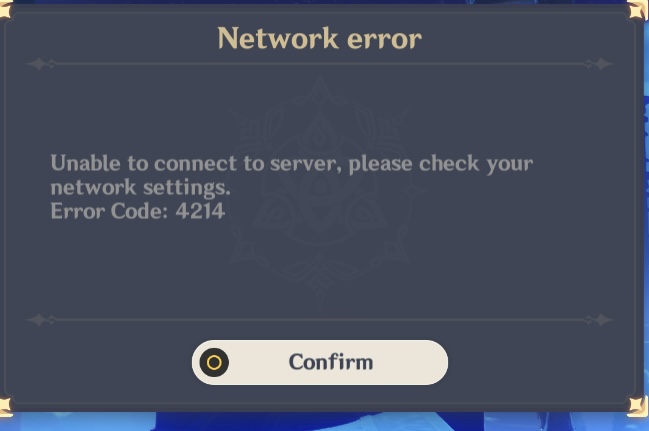 Network error
Unable to connect to server, please check your
network settings.
Error Code: 4214
Confirm